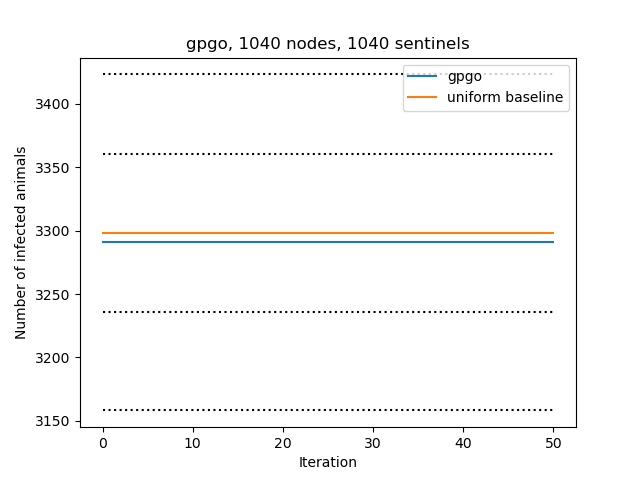 gpgo, 1040 nodes, 1040 sentinels
gpgo
uniform baseline
Number of infected animals
3400
3350
3300
3250
3200
3150
0 10 20 30 40 50
Iteration